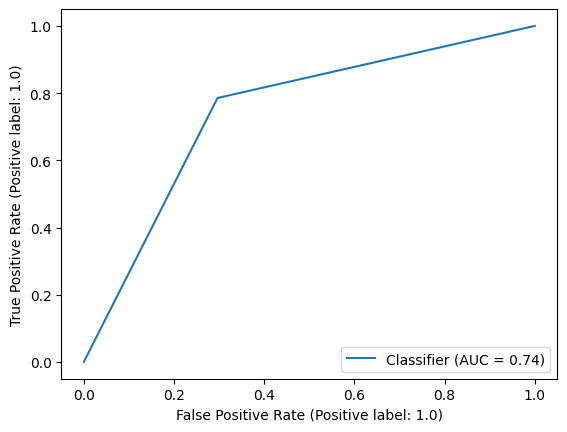 1.0
0.8
0.6
0.4
0.2
0.0
True Positive Rate (Positive label: 1.0)
Classifier (AUC = 0.74)
0.0 0.2 0.4 0.6 0.8 1.0
False Positive Rate (Positive label: 1.0)